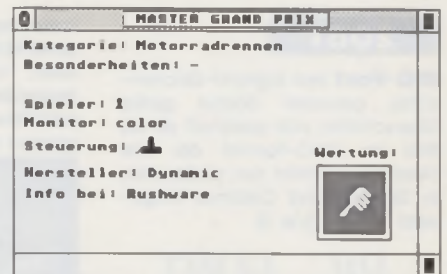 MASTER GRAND PRIX
Kategorie: Motorradrennen
Besonderheiten: -
Spieler: 1
Monitor: color
Steuerung:
Wertung:
Hersteller: Dynamic
Info bei: Rushware